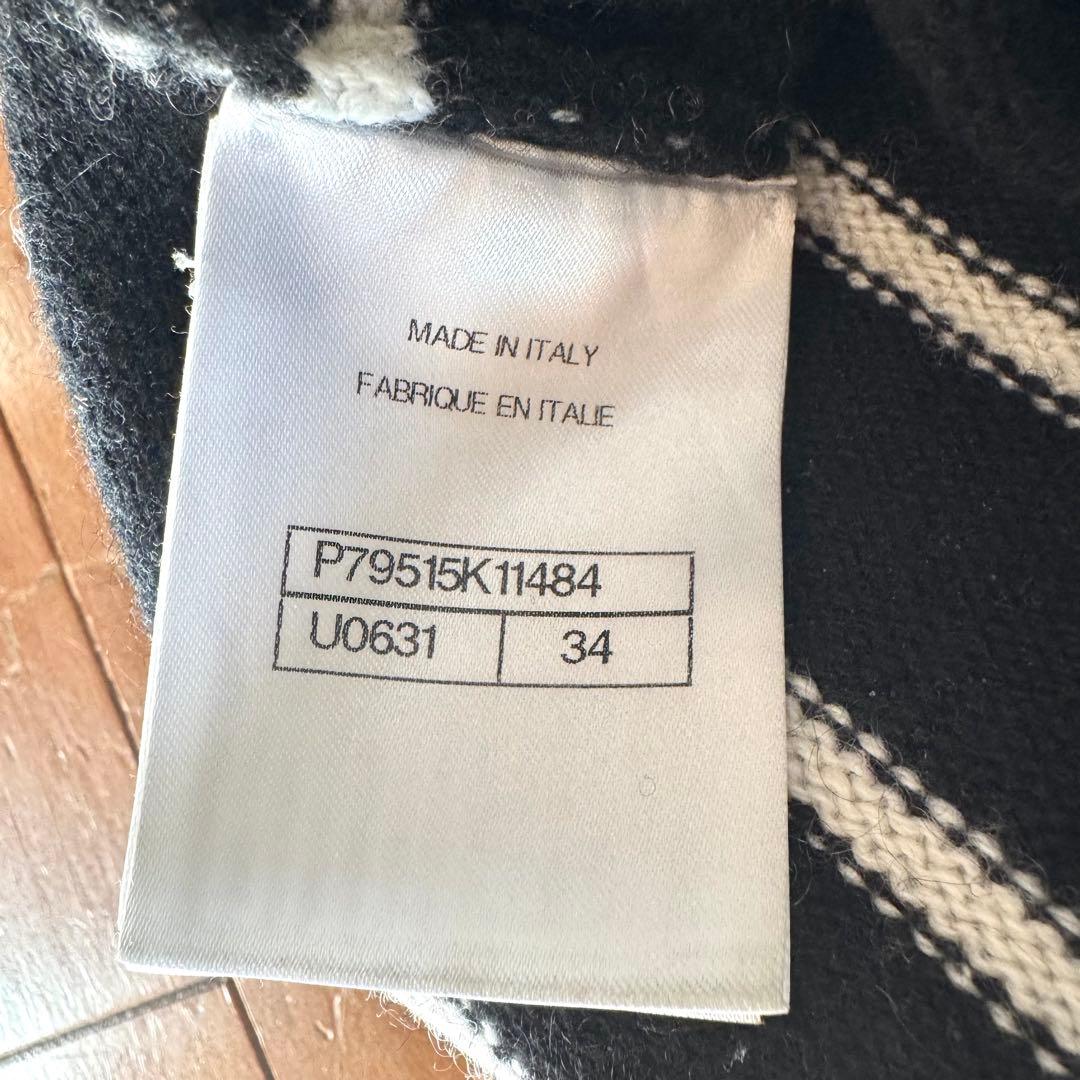 MADE IN ITALY
FABRIQUE EN ITALIE
P79515K11484
U0631 34